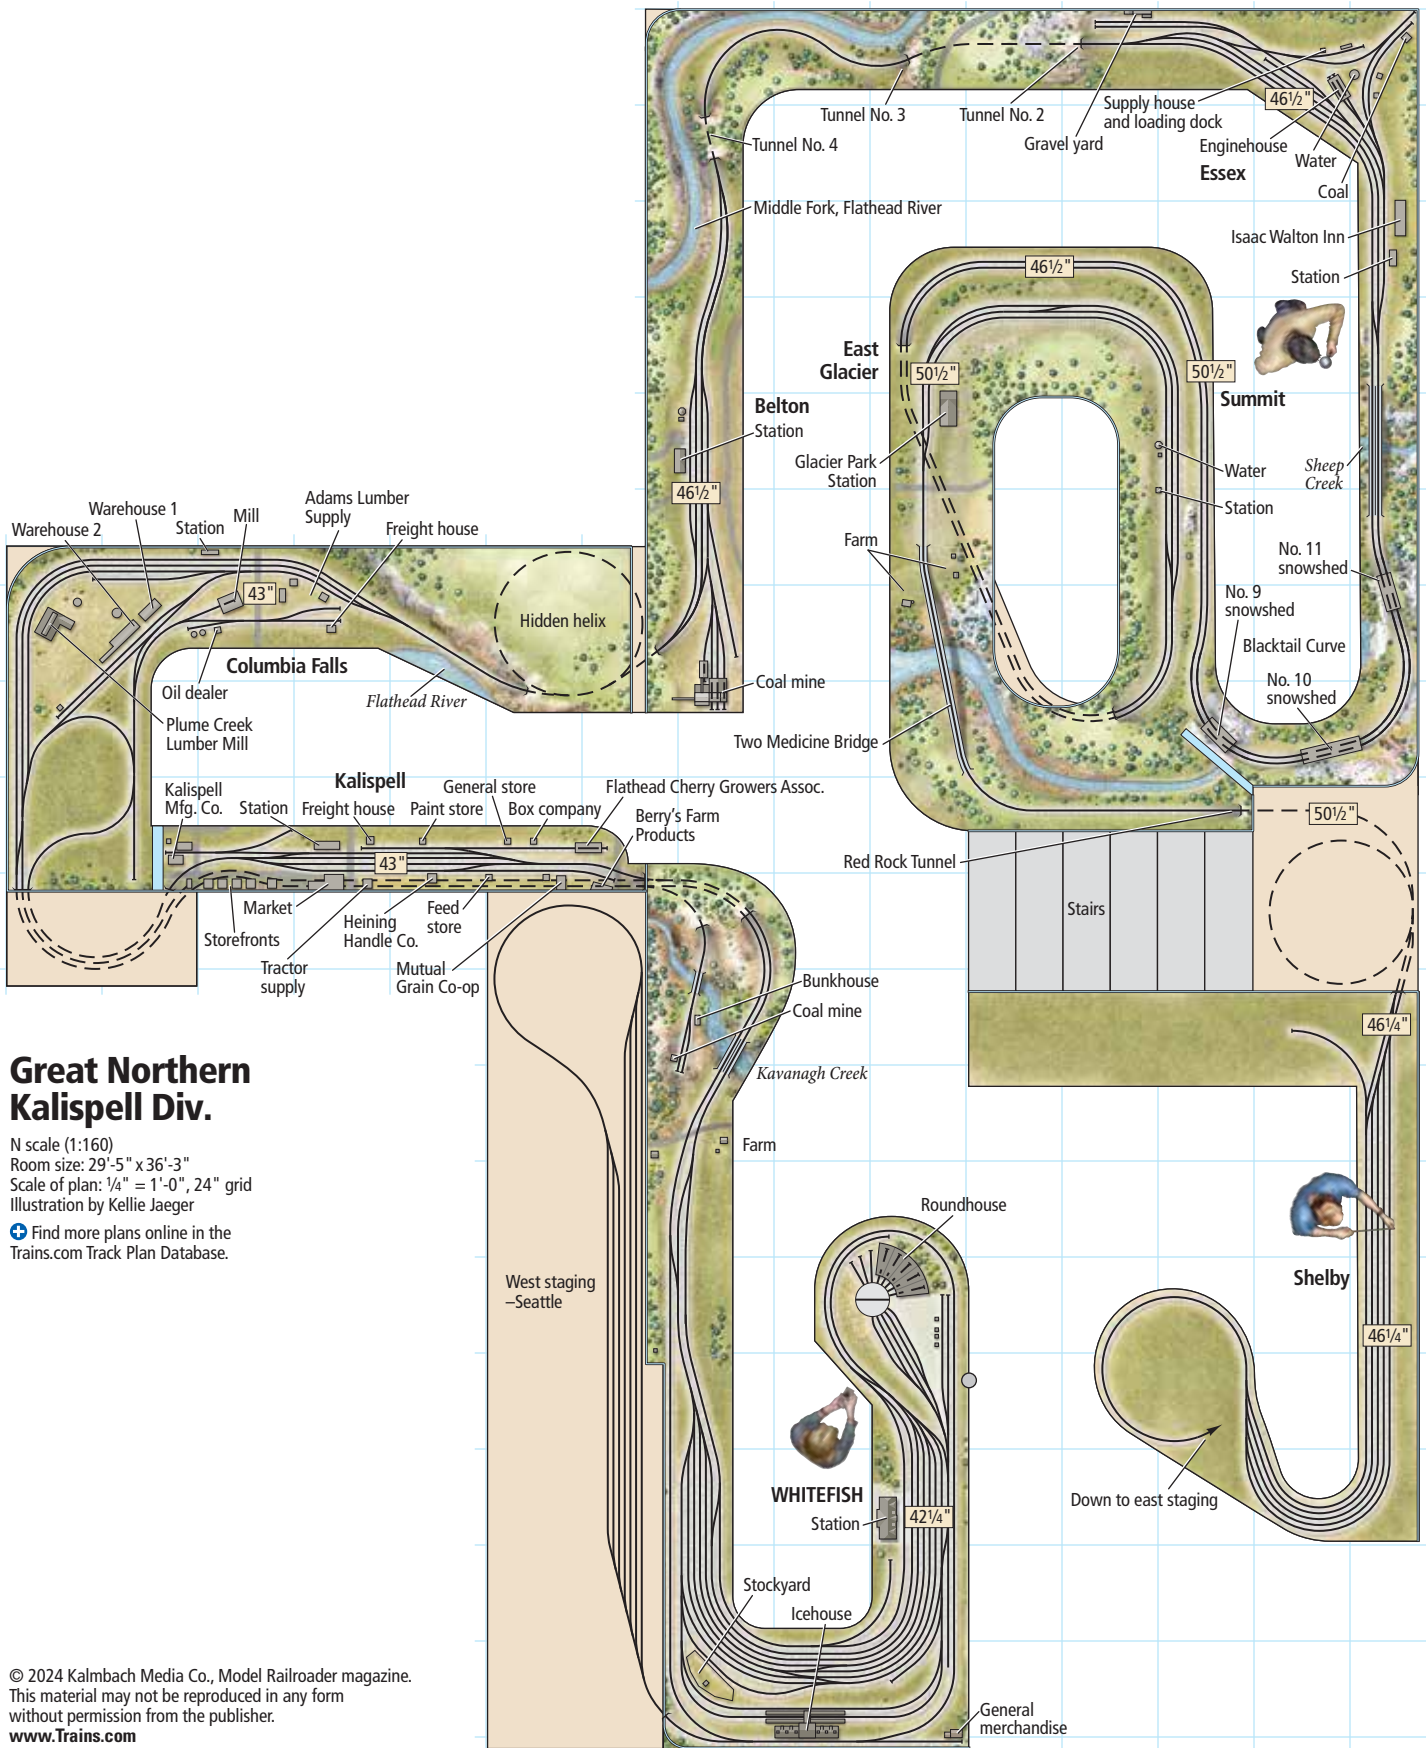 Tunnel No. 3
Tunnel No. 2
Gravel yard
Supply house
and loading dock
46½"
Enginehouse
Water
Essex
Coal
Tunnel No. 4
Middle Fork, Flathead River
Isaac Walton Inn
Station
46½"
East
Glacier
50½"
50½"
Summit
Belton
Station
Glacier Park
Station
Water
Station
Sheep
Creek
46½"
Farm
No. 11
snowshed
No. 9
snowshed
Blacktail Curve
No. 10
snowshed
Coal mine
Two Medicine Bridge
Red Rock Tunnel
50½"
Stairs
Warehouse 2
Warehouse 1
Station
Mill
Adams Lumber
Supply
Freight house
43"
Hidden helix
Columbia Falls
Oil dealer
Flathead River
Plume Creek
Lumber Mill
Kalispell
Kalispell
Mfg. Co.
Station
Freight house
General store
Paint store
Box company
Flathead Cherry Growers Assoc.
Berry's Farm
Products
43"
Market
Storefronts
Tractor
supply
Heining
Handle Co.
Feed
store
Mutual
Grain Co-op
Bunkhouse
Coal mine
Kavanagh Creek
Farm
46¼"
Roundhouse
West staging
–Seattle
Shelby
46¼"
Down to east staging
WHITEFISH
Station
42¼"
Stockyard
Icehouse
General
merchandise
Great Northern
Kalispell Div.
N scale (1:160)
Room size: 29'-5" x 36'-3"
Scale of plan: ¼" = 1'-0", 24" grid
Illustration by Kellie Jaeger
Find more plans online in the
Trains.com Track Plan Database.
© 2024 Kalmbach Media Co., Model Railroader magazine.
This material may not be reproduced in any form
without permission from the publisher.
www.Trains.com